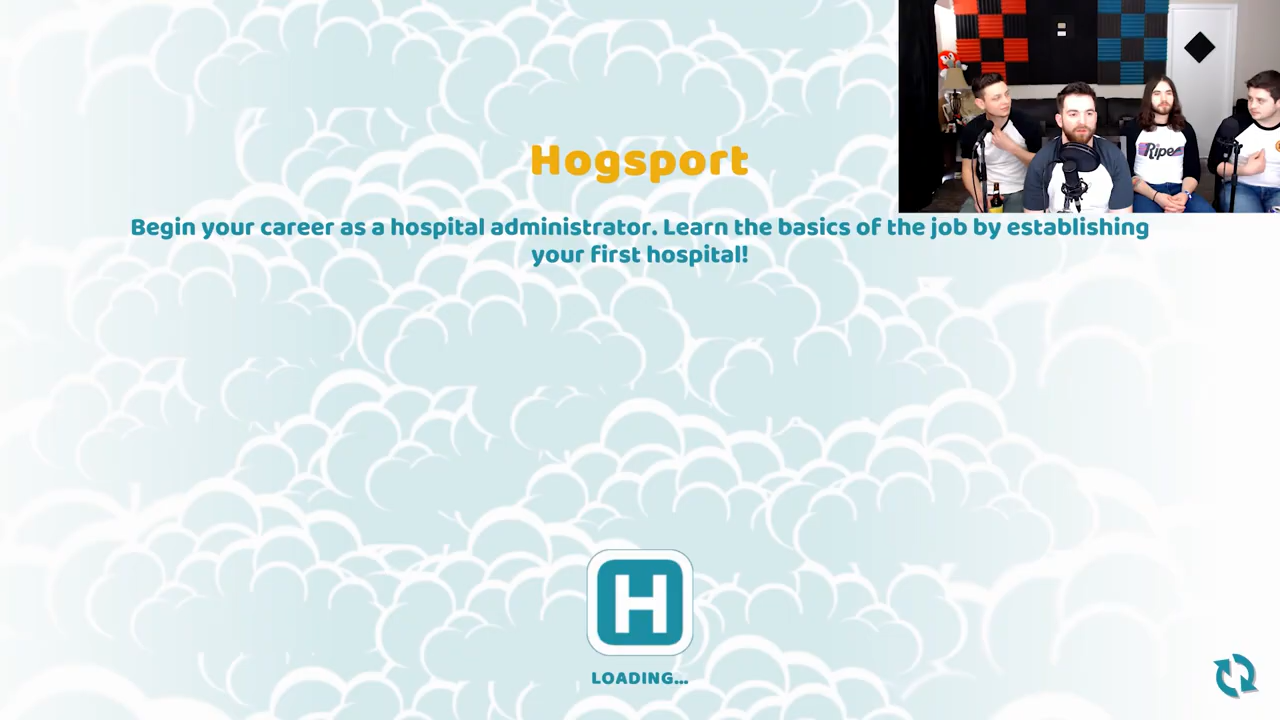 Hogsport
Ripe
Begin your career as a hospital administrator. Learn the basics of the job by establishing
your first hospital!
H
LOADING...